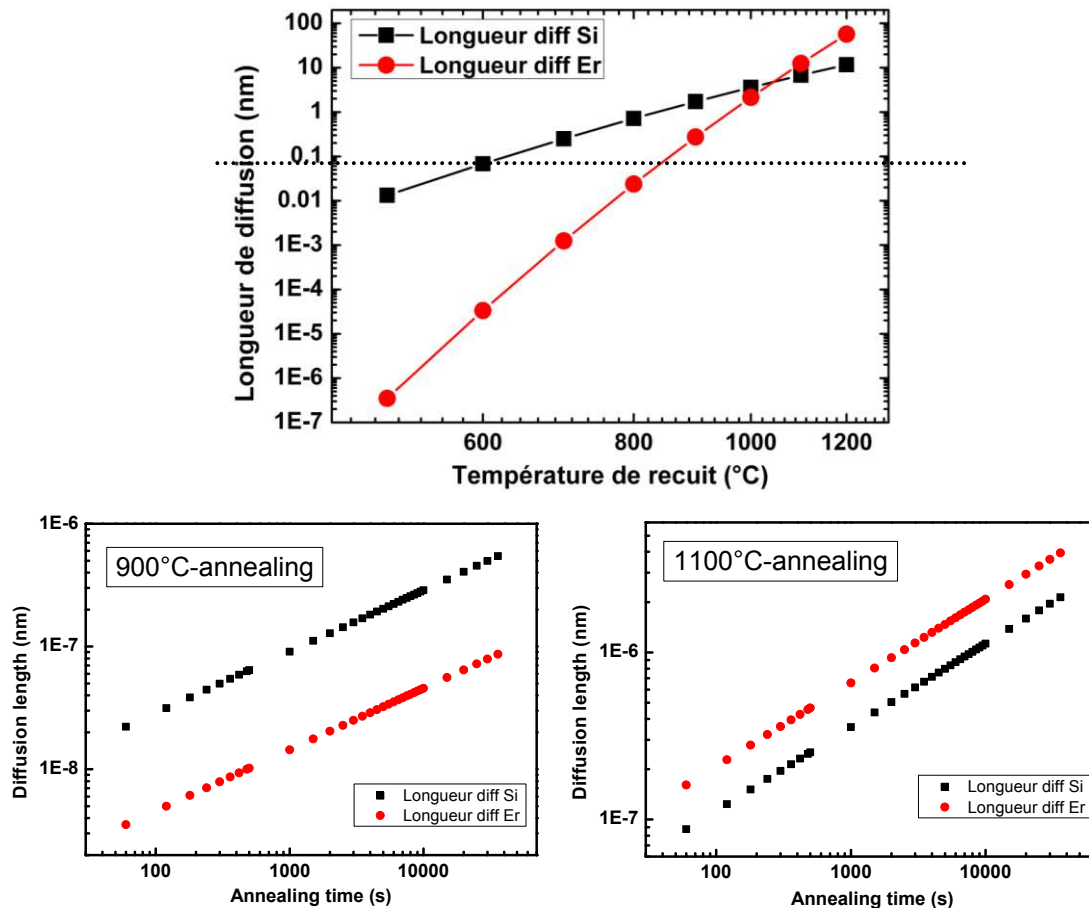 Longueur de diffusion (nm)
100
10
1
0.1
0.01
1E-3
1E-4
1E-5
1E-6
1E-7
Longueur diff Si
Longueur diff Er
600
800
1000
1200
Température de recuit (°C)
Diffusion length (nm)
1E-6
1E-7
1E-8
900°C-annealing
Longueur diff Si
Longueur diff Er
100
1000
10000
Annealing time (s)
Diffusion length (nm)
1E-6
1E-7
1100°C-annealing
Longueur diff Si
Longueur diff Er
100
1000
10000
Annealing time (s)